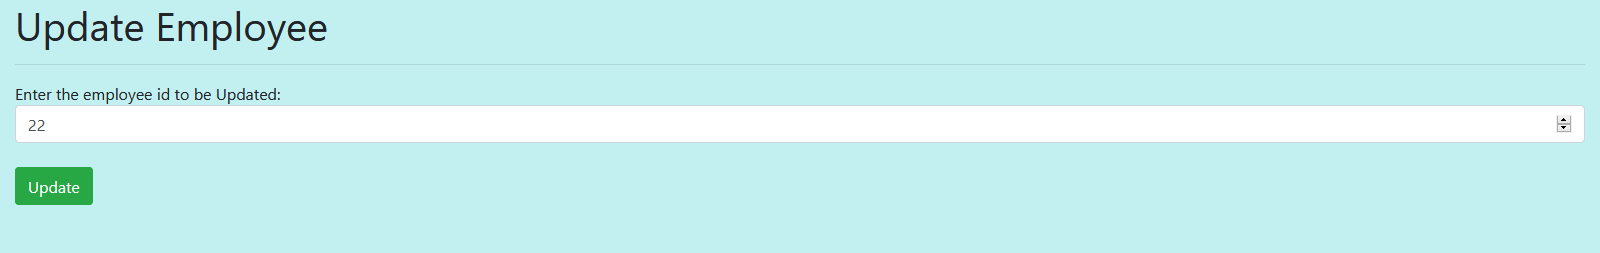 Update Employee
Enter the employee id to be Updated:
22
Update